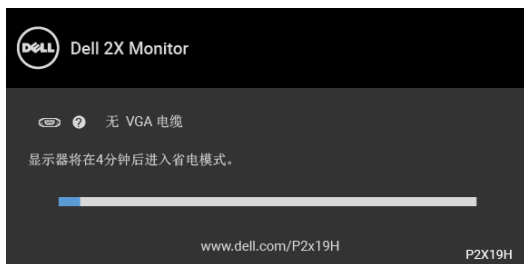 DELL
Dell 2X Monitor
? 无 VGA 电缆
显示器将在4分钟后进入省电模式。
www.dell.com/P2x19H
P2X19H